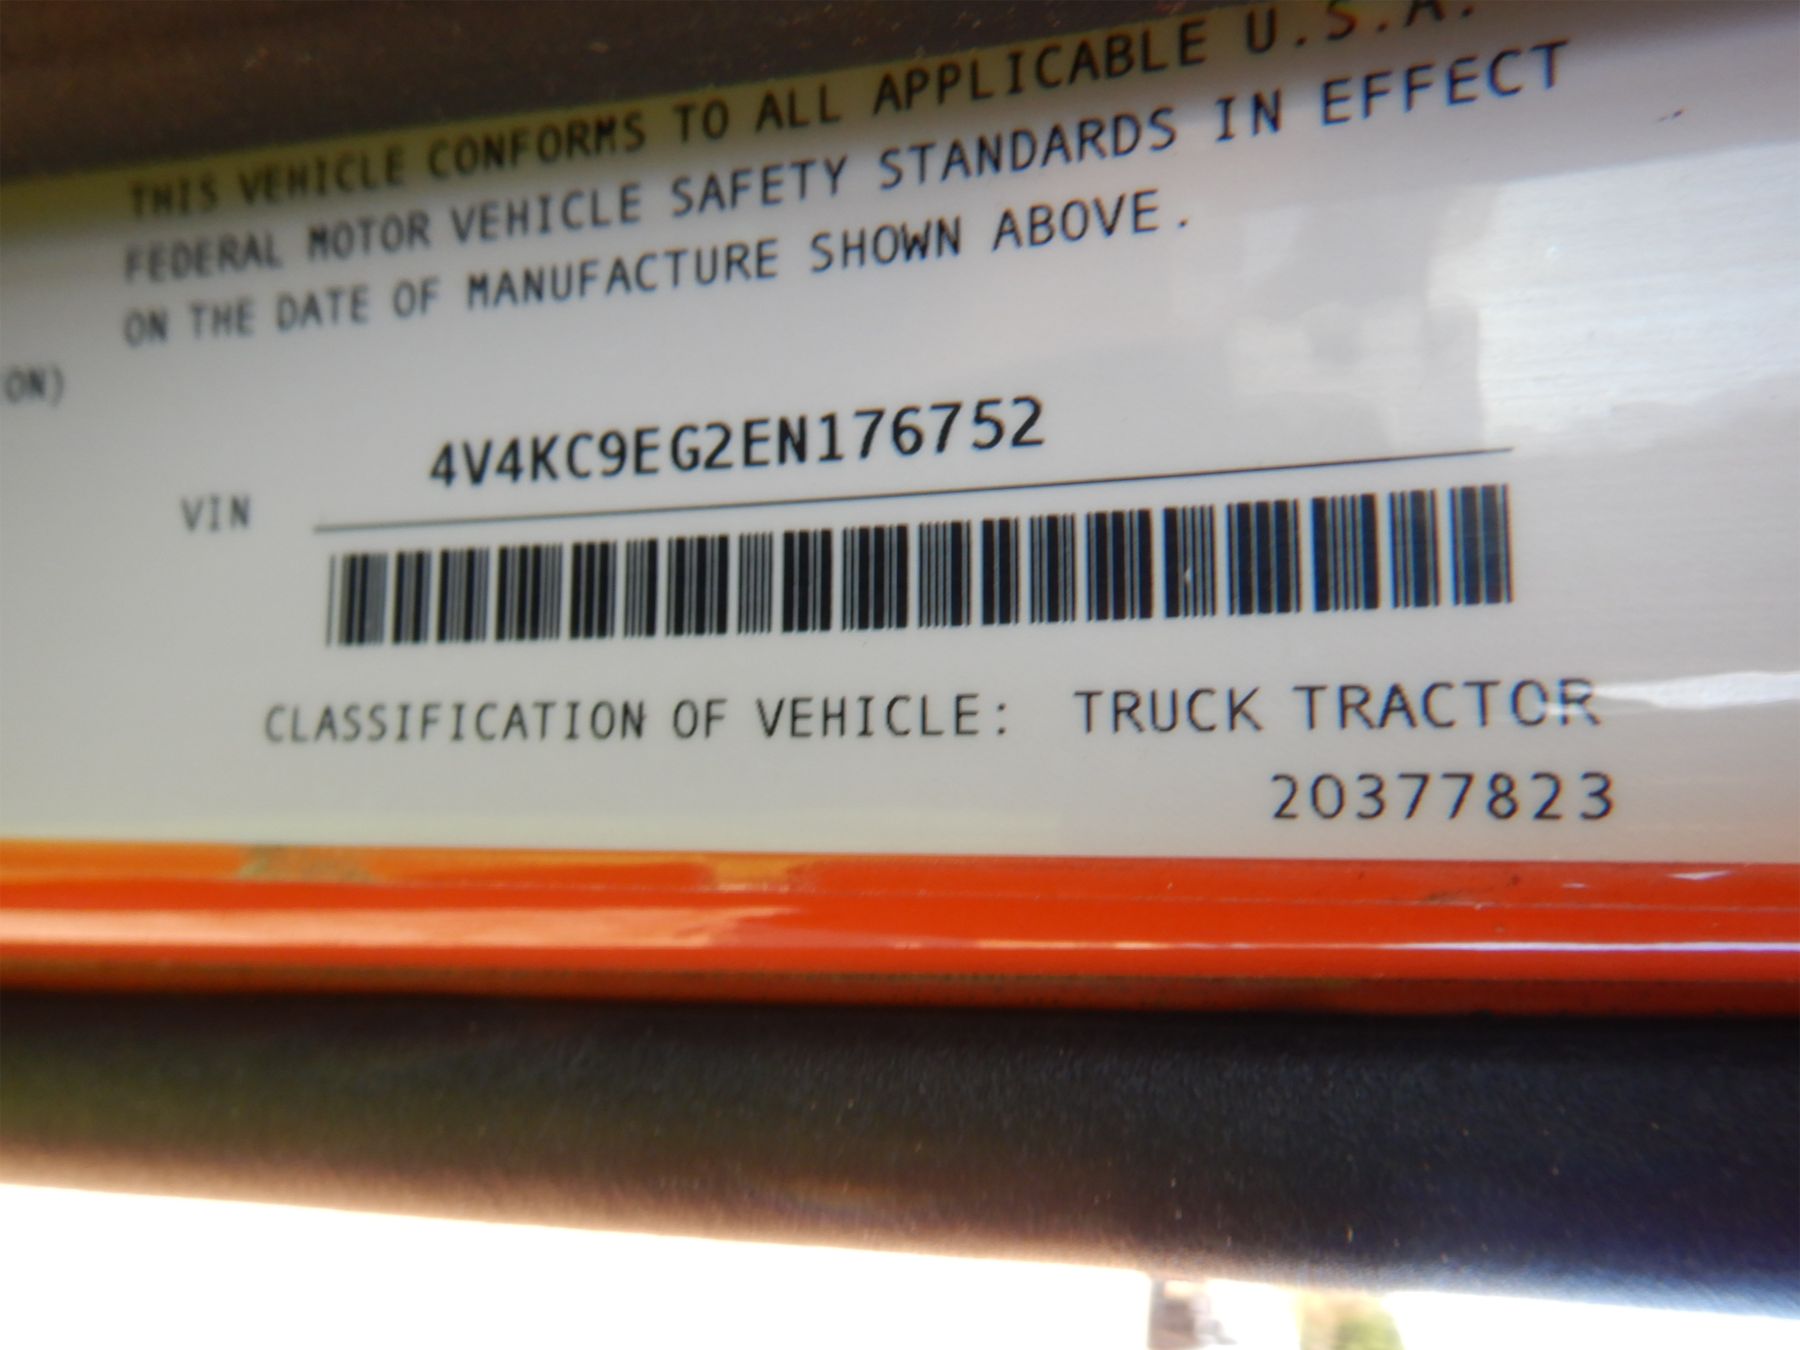 THIS VEHICLE CONFORMS TO ALL APPLICABLE U.S.A.
FEDERAL MOTOR VEHICLE SAFETY STANDARDS IN EFFECT
ON THE DATE OF MANUFACTURE SHOWN ABOVE.
ON)
VIN 4V4KC9EG2EN176752
CLASSIFICATION OF VEHICLE: TRUCK TRACTOR
20377823